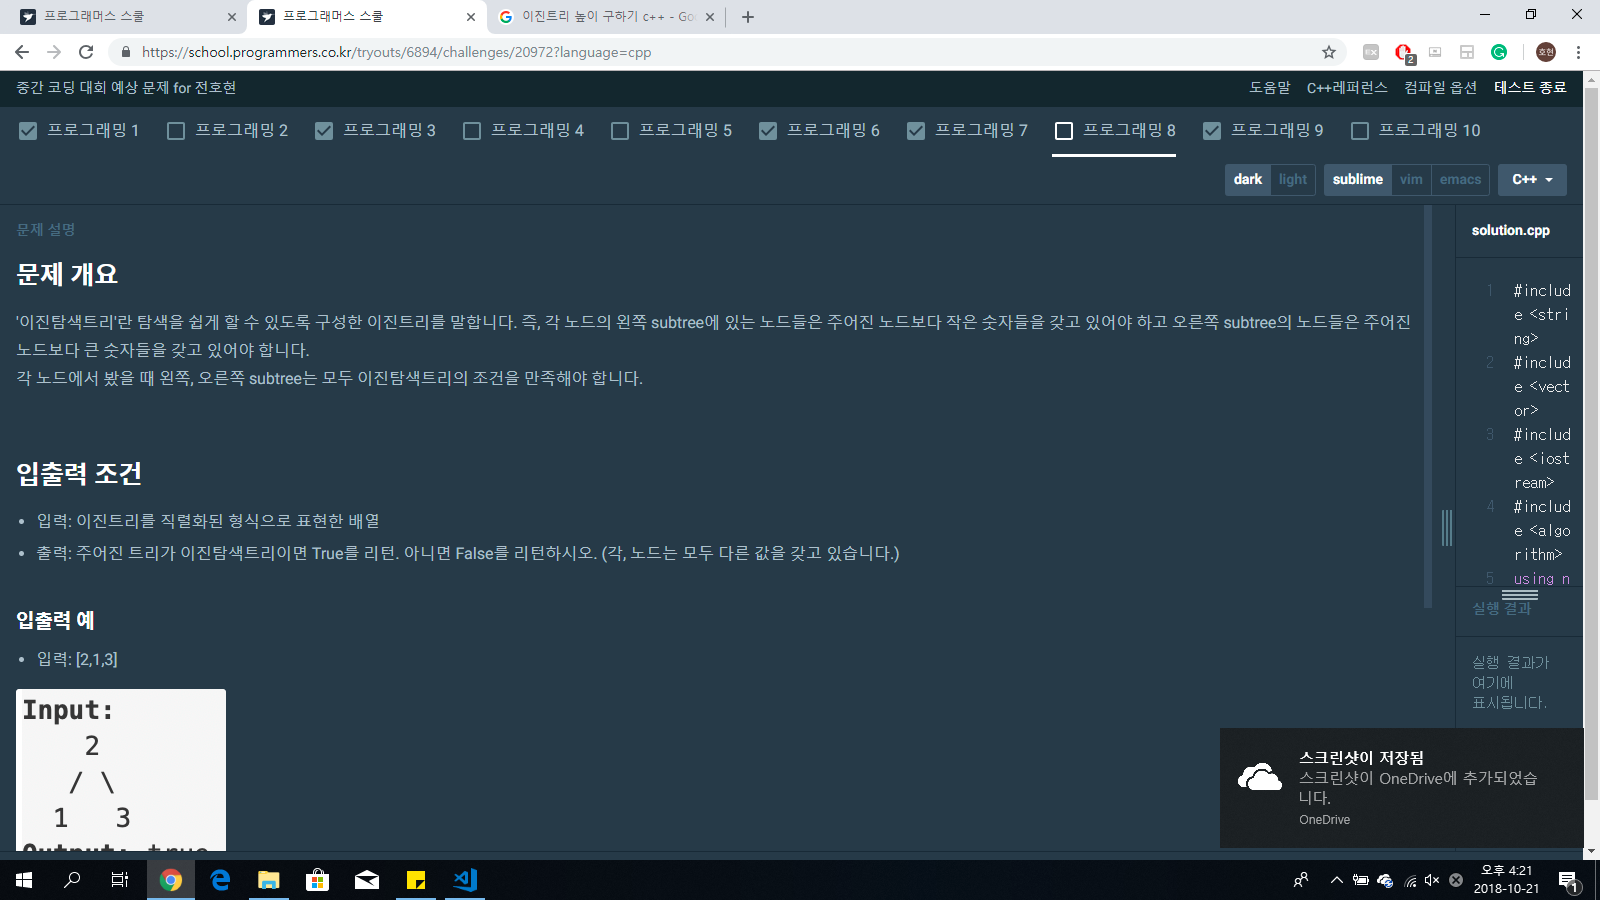 프로그래머스 스쿨
프로그래머스 스쿨
이진트리 높이 구하기 c++ - Go
https://school.programmers.co.kr/tryouts/6894/challenges/20972?language=cpp
EX
2
호현
중간 코딩 대회 예상 문제 for 전호현
도움말
C++레퍼런스
컴파일 옵션
테스트 종료
프로그래밍 1
프로그래밍 2
프로그래밍 3
프로그래밍 4
프로그래밍 5
프로그래밍 6
프로그래밍 7
프로그래밍 8
프로그래밍 9
프로그래밍 10
dark light
sublime vim emacs
C++
문제 설명
문제 개요
'이진탐색트리'란 탐색을 쉽게 할 수 있도록 구성한 이진트리를 말합니다. 즉, 각 노드의 왼쪽 subtree에 있는 노드들은 주어진 노드보다 작은 숫자들을 갖고 있어야 하고 오른쪽 subtree의 노드들은 주어진
노드보다 큰 숫자들을 갖고 있어야 합니다.
각 노드에서 봤을 때 왼쪽, 오른쪽 subtree는 모두 이진탐색트리의 조건을 만족해야 합니다.
입출력 조건
• 입력: 이진트리를 직렬화된 형식으로 표현한 배열
• 출력: 주어진 트리가 이진탐색트리이면 True를 리턴. 아니면 False를 리턴하시오. (각, 노드는 모두 다른 값을 갖고 있습니다.)
입출력 예
• 입력: [2,1,3]
Input:
2
/ \
1 3
Output: true
solution.cpp
1 #includ
e <stri
ng>
2 #includ
e <vect
or>
3 #includ
e <iost
ream>
4 #includ
e <algo
rithm>
5 using n
실행 결과
실행 결과가
여기에
표시됩니다.
스크린샷이 저장됨
스크린샷이 OneDrive에 추가되었습
니다.
OneDrive
오후 4:21
2018-10-21
1